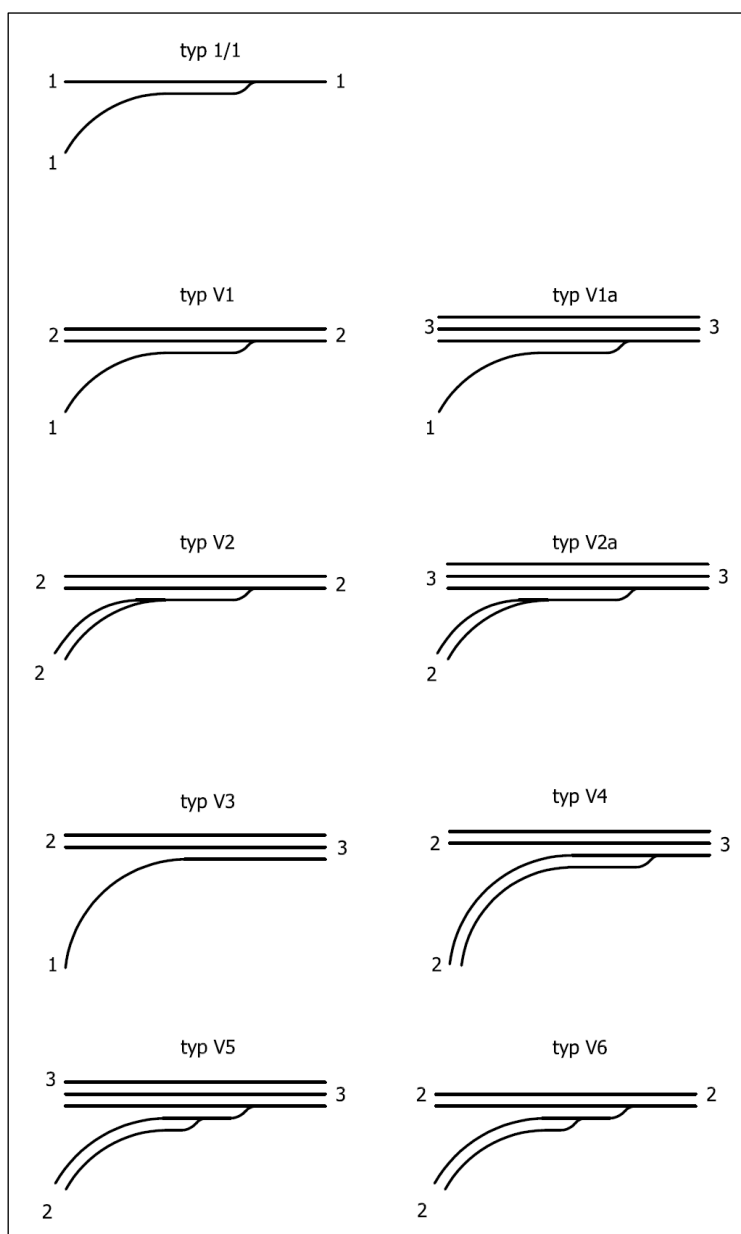 typ 1/1
1 1
1
typ V1 typ V1a
2 2 3 3
1 1
typ V2 typ V2a
2 2 3 3
2 2
typ V3 typ V4
2 3 2 3
1 2
typ V5 typ V6
3 3 2 2
2 2